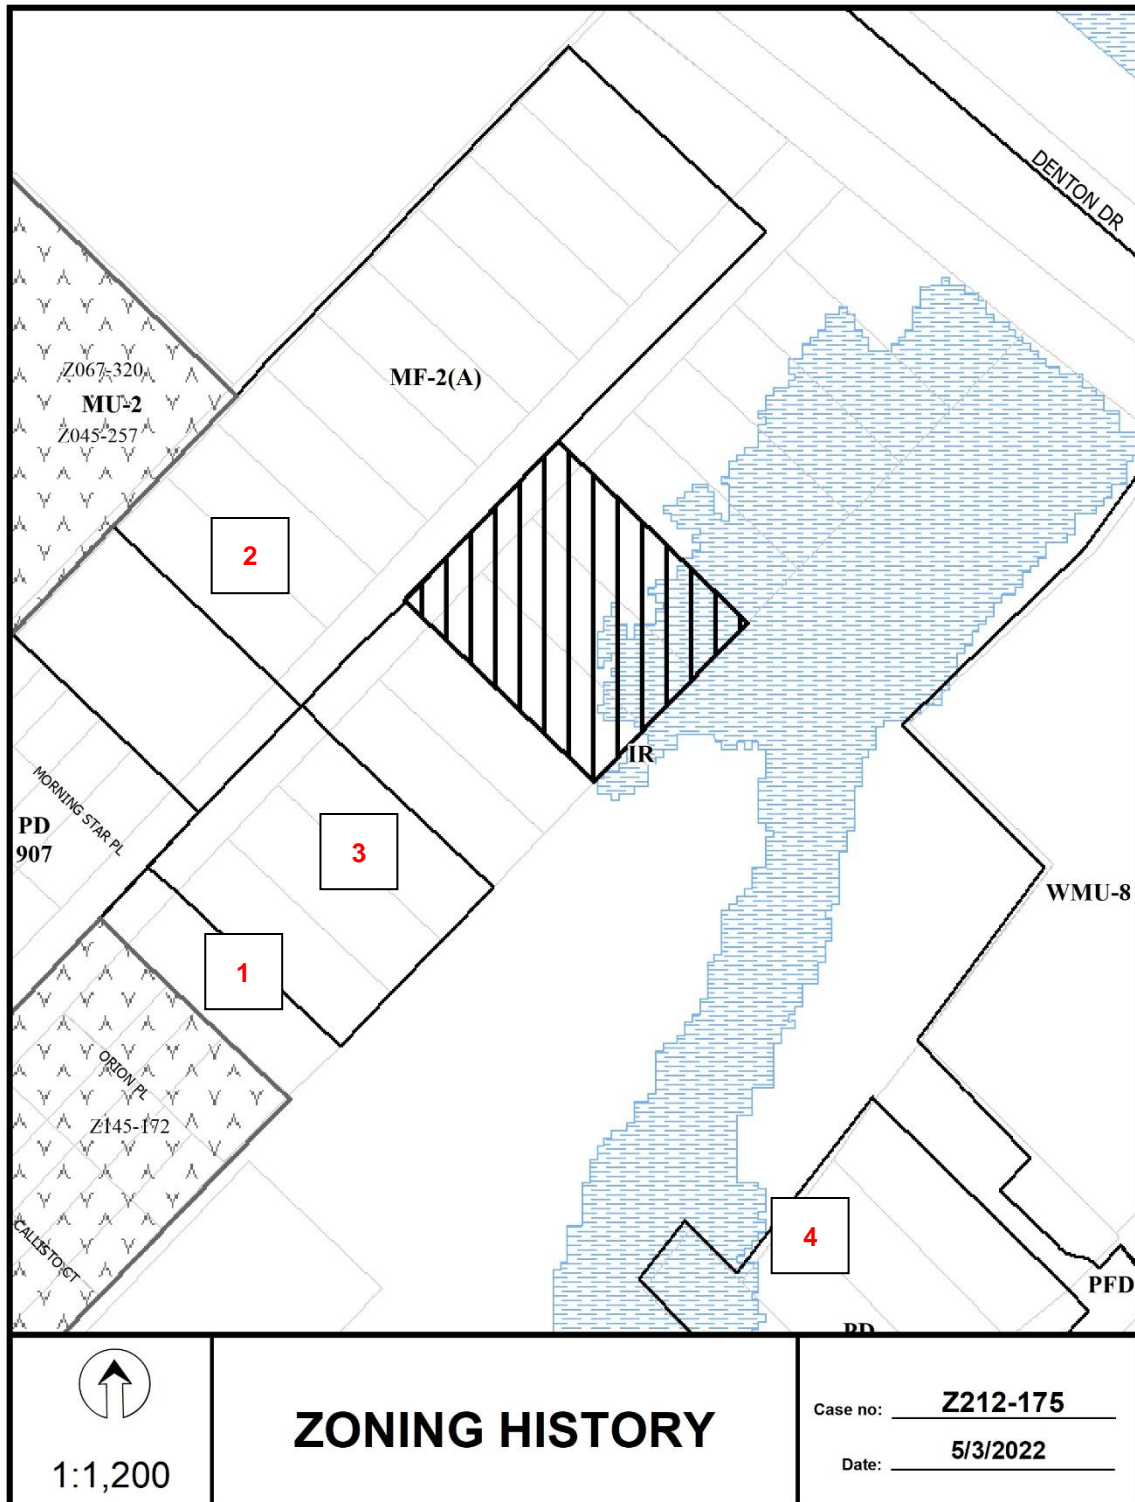 DENTON DR
Z067-320
MU-2
Z045-257
MF-2(A)
2
IR
MORNING STAR PL
PD
907
3
WMU-8
1
ORION PL
Z145-172
CALLISTO CT
4
PFD
PD
1:1,200
ZONING HISTORY
Case no: Z212-175
Date: 5/3/2022